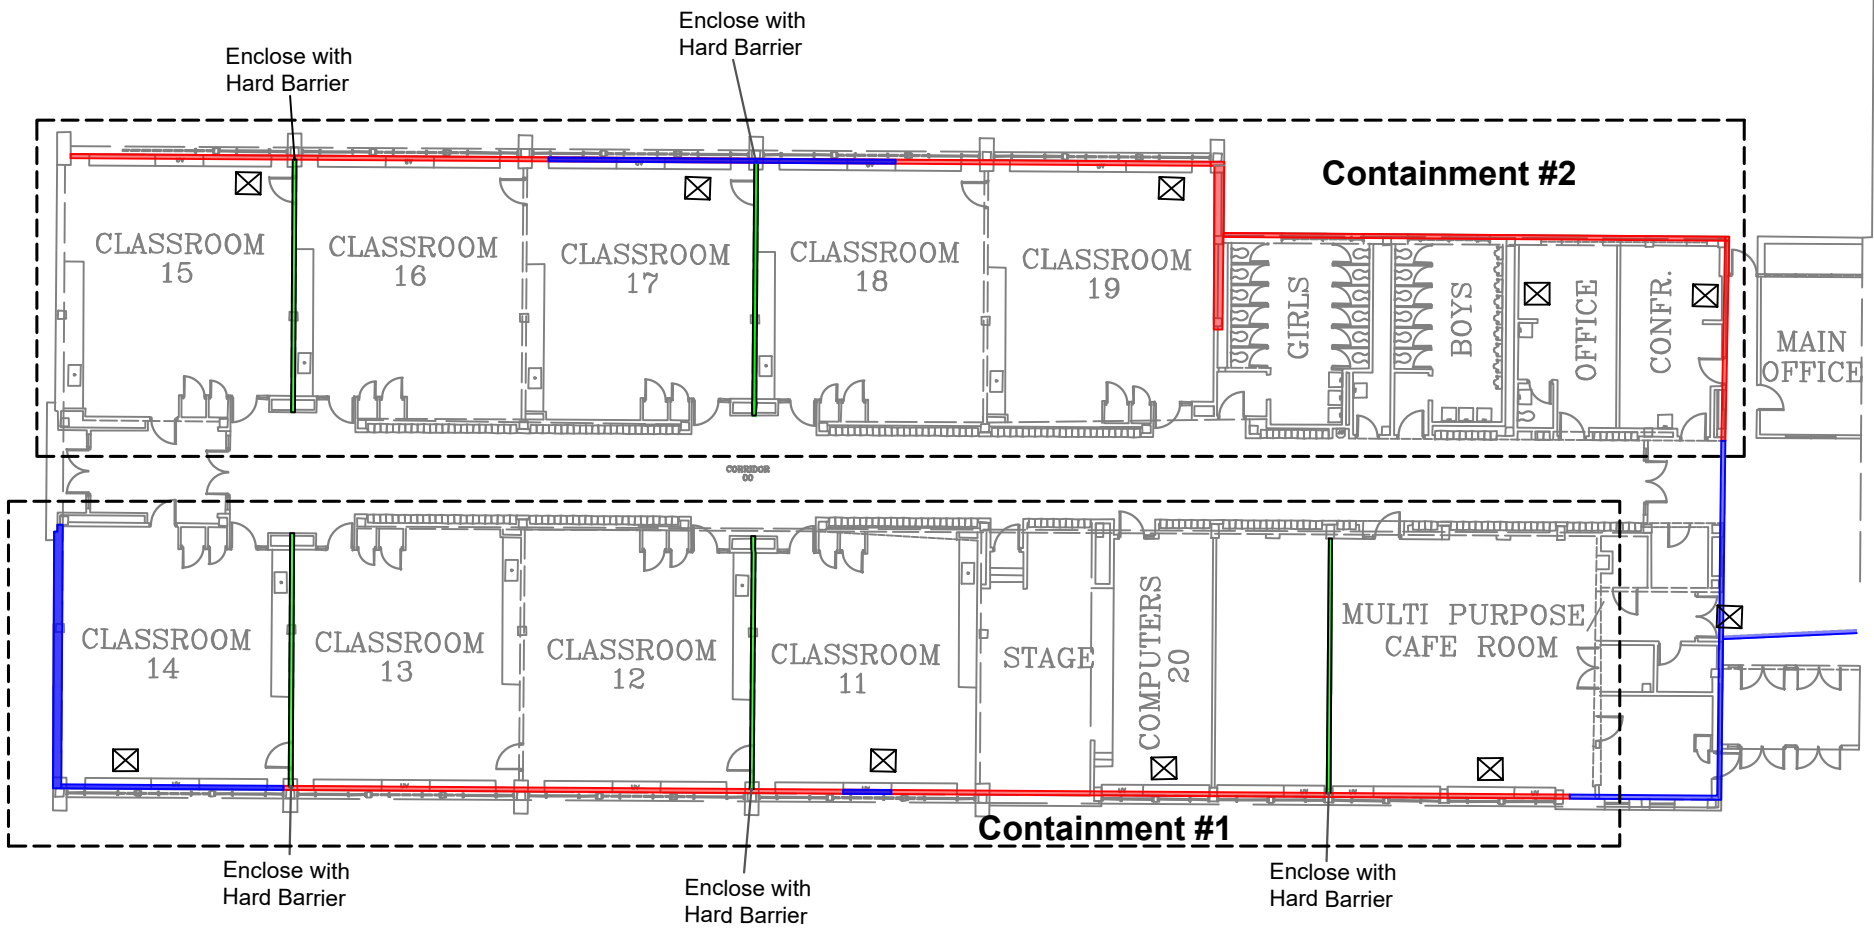 Enclose with
Hard Barrier
Enclose with
Hard Barrier
Containment #2
CLASSROOM
15
CLASSROOM
16
CLASSROOM
17
CLASSROOM
18
CLASSROOM
19
GIRLS
BOYS
OFFICE
CONFR.
MAIN
OFFICE
CORRIDOR
00
CLASSROOM
14
CLASSROOM
13
CLASSROOM
12
CLASSROOM
11
STAGE
COMPUTERS
20
MULTI PURPOSE
CAFE ROOM
Containment #1
Enclose with
Hard Barrier
Enclose with
Hard Barrier
Enclose with
Hard Barrier